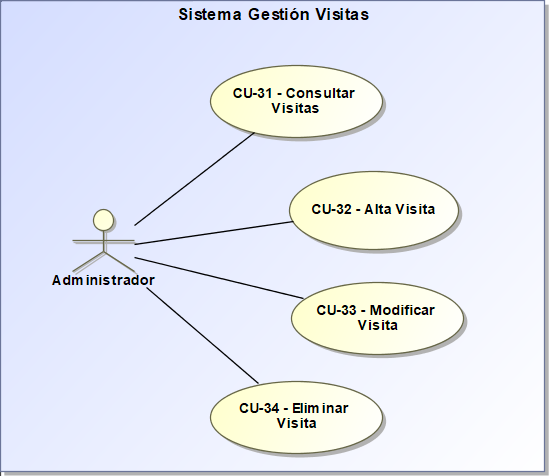 Sistema Gestión Visitas
CU-31 - Consultar
Visitas
CU-32 - Alta Visita
Administrador
CU-33 - Modificar
Visita
CU-34 - Eliminar
Visita